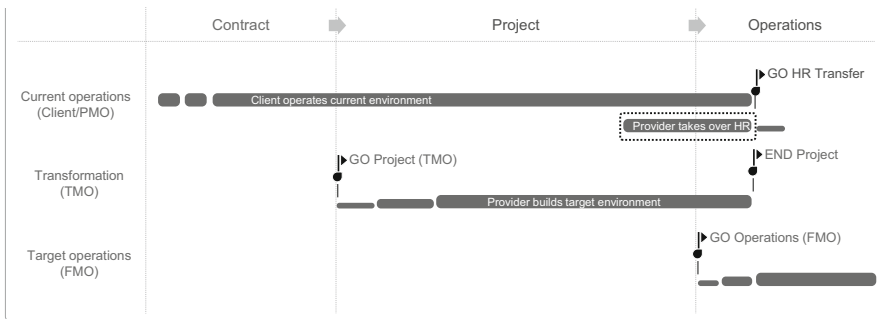 Contract
Project
Operations
GO HR Transfer
Current operations
(Client/PMO)
Client operates current environment
Provider takes over HR
GO Project (TMO)
END Project
Transformation
(TMO)
Provider builds target environment
GO Operations (FMO)
Target operations
(FMO)